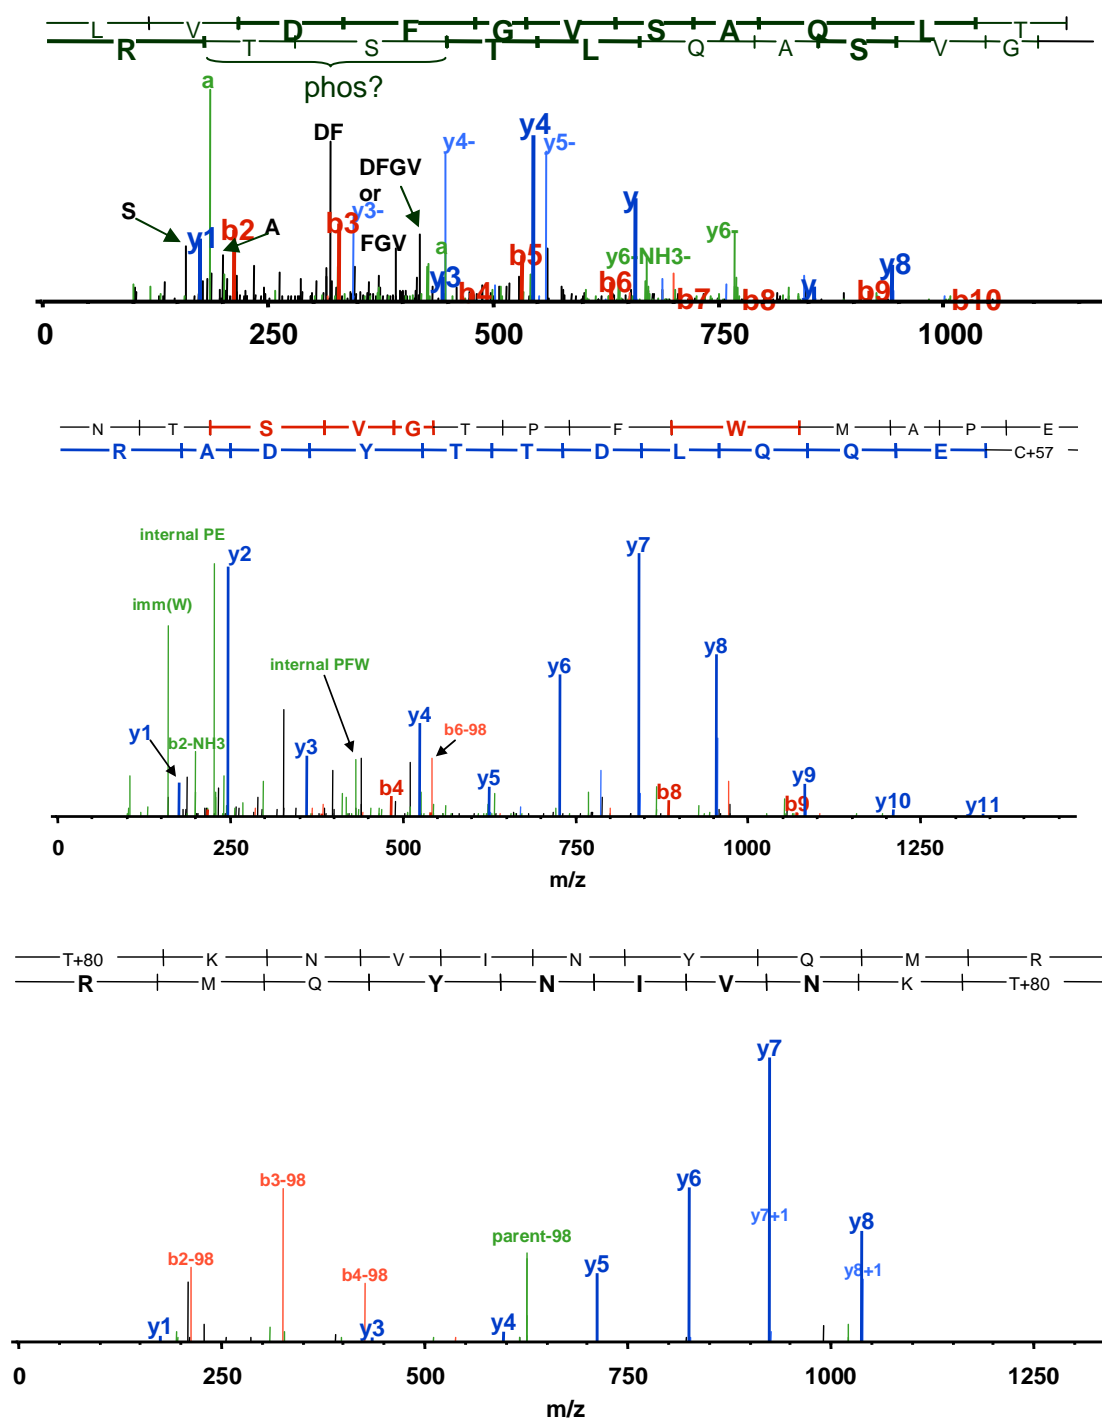 L V D F G V S A Q L T
R T S T L Q A S V G
phos?
a
DF
y4
y4-
y5-
DFGV
or
S
y3-
b3
y1
b2
A
FGV
a
b5
y6-NH3-
y
y6-
y3
b4
b6
b7
b8
y
b9
y8
b10
0 250 500 750 1000
N T S V G T P F W M A P E
R A D Y T T D L Q Q E C+57
internal PE
y2
y7
imm(W)
internal PFW
y6
y8
y1
b2-NH3
y3
y4
b6-98
b4
y5
b8
y9
b9
y10
y11
0 250 500 750 1000 1250
m/z
T+80 K N V I N Y Q M R
R M Q Y N I V N K T+80
y7
b3-98
y6
y7+1
y8
parent-98
b2-98
b4-98
y5
y8+1
y1
y3
y4
0 250 500 750 1000 1250
m/z